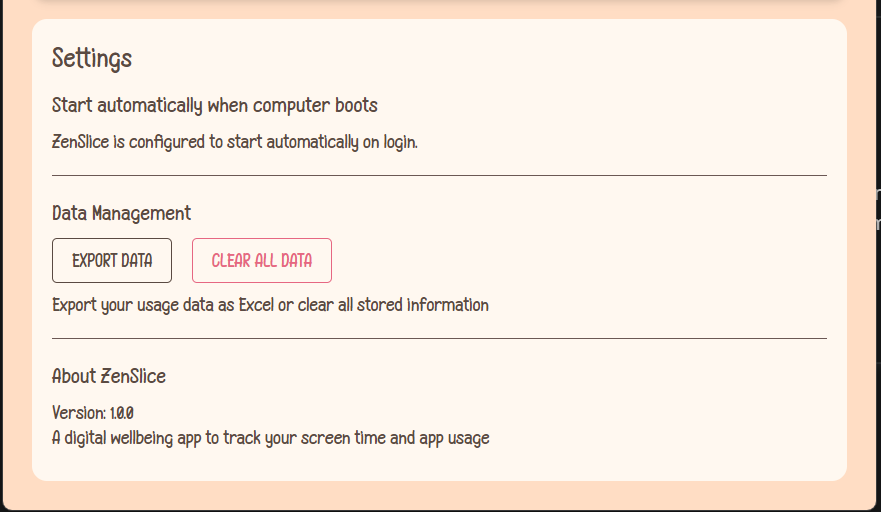 Settings
Start automatically when computer boots
ZenSlice is configured to start automatically on login.
Data Management
EXPORT DATA CLEAR ALL DATA
Export your usage data as Excel or clear all stored information
About ZenSlice
Version: 1.0.0
A digital wellbeing app to track your screen time and app usage